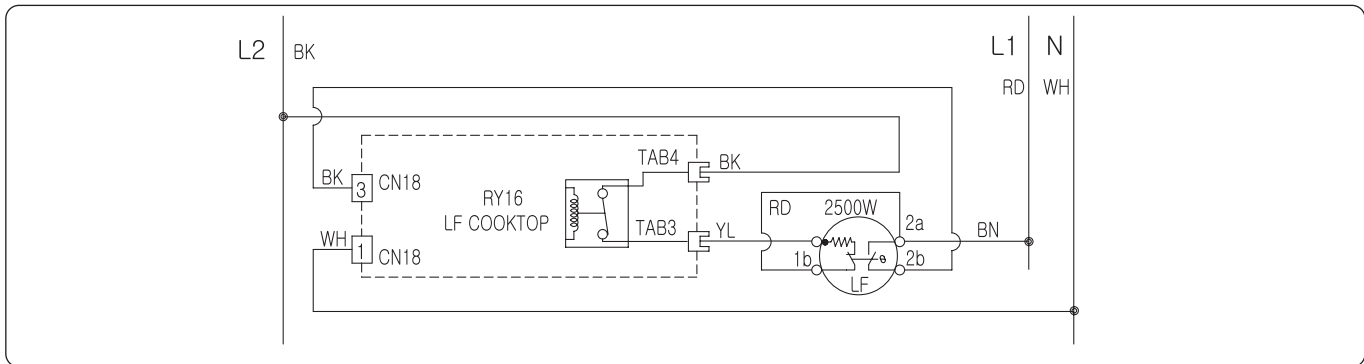 L2
BK
L1
N
RD
WH
TAB4
BK
BK
3
CN18
RY16
LF COOKTOP
RD
2500W
2a
WH
TAB3
YL
BN
1
CN18
1b
2b
LF